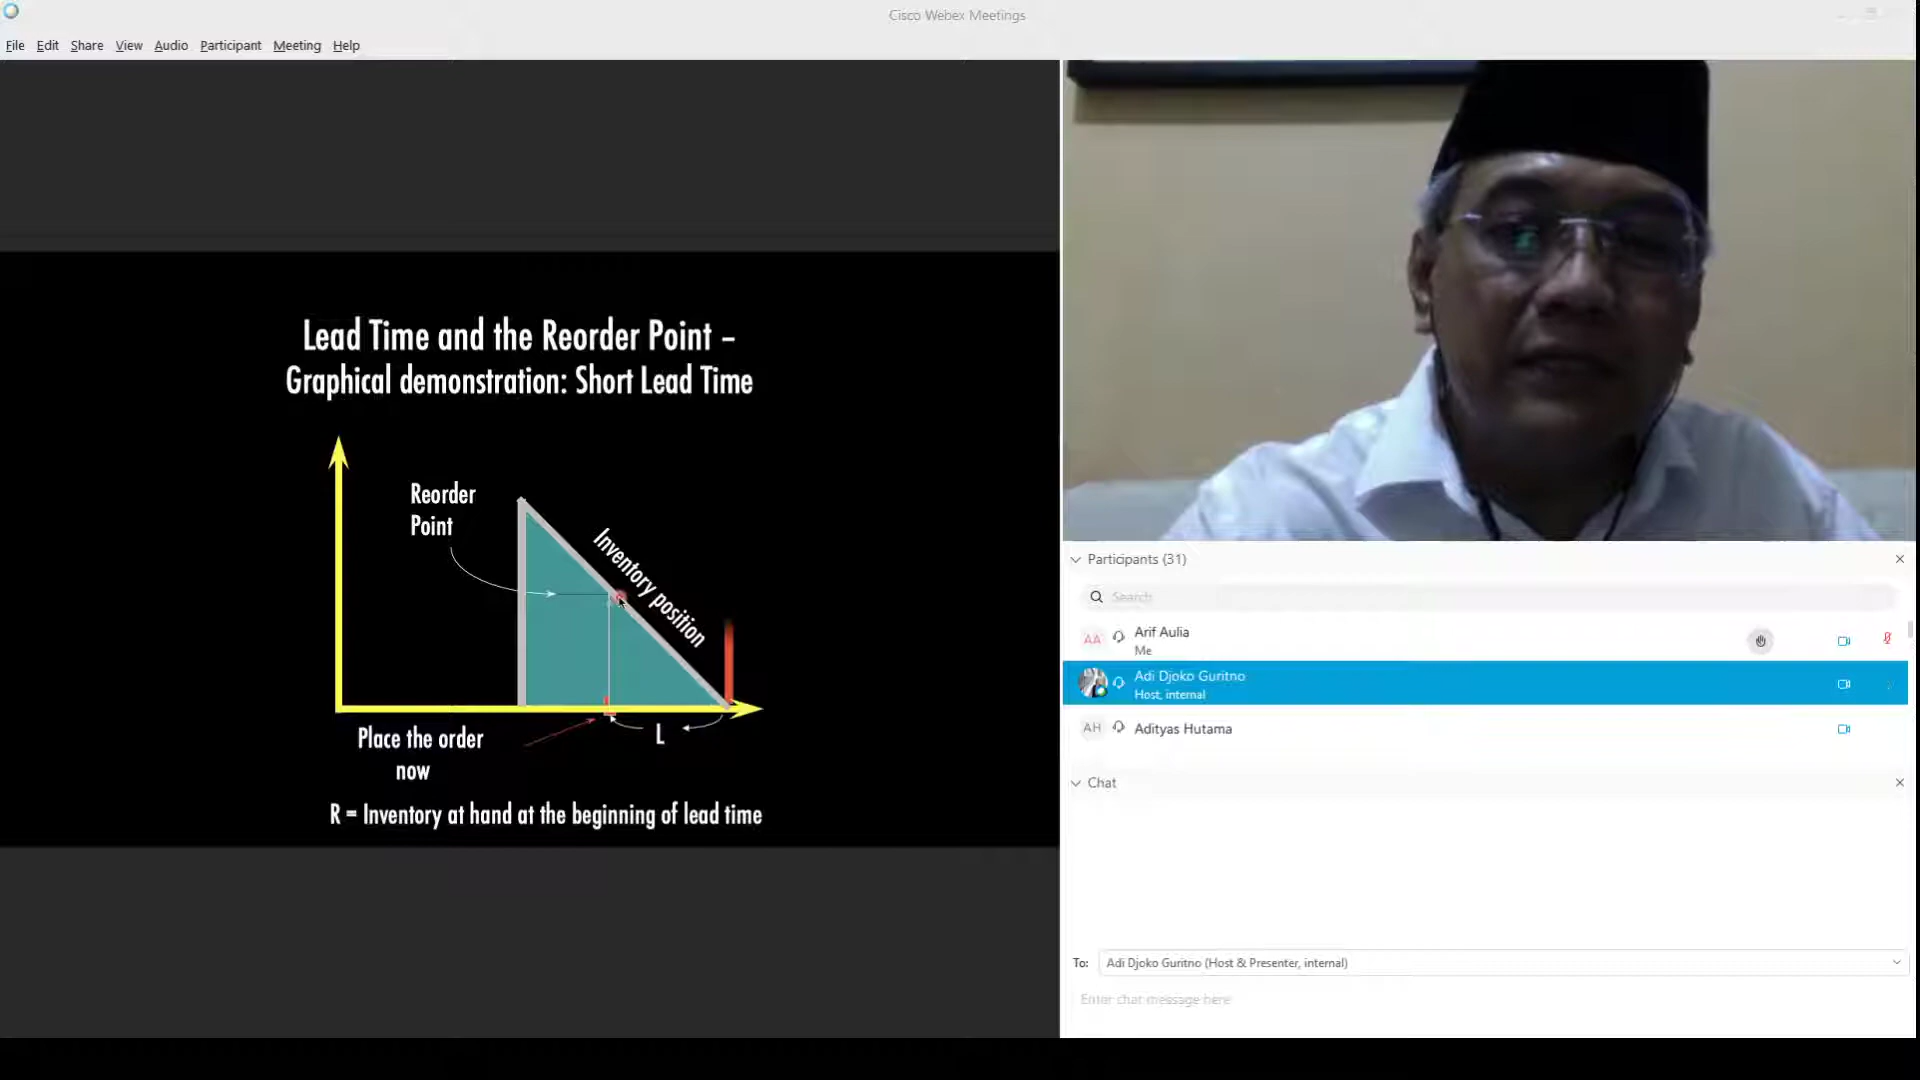 Cisco Webex Meetings
File Edit Share View Audio Participant Meeting Help
Lead Time and the Reorder Point –
Graphical demonstration: Short Lead Time
Reorder
Point
Inventory position
L
Place the order
now
R = Inventory at hand at the beginning of lead time
Participants (31)
Search
AA Arif Aulia
Me
Adi Djoko Guritno
Host, internal
AH Adityas Hutama
Chat
To: Adi Djoko Guritno (Host & Presenter, internal)
Enter chat message here